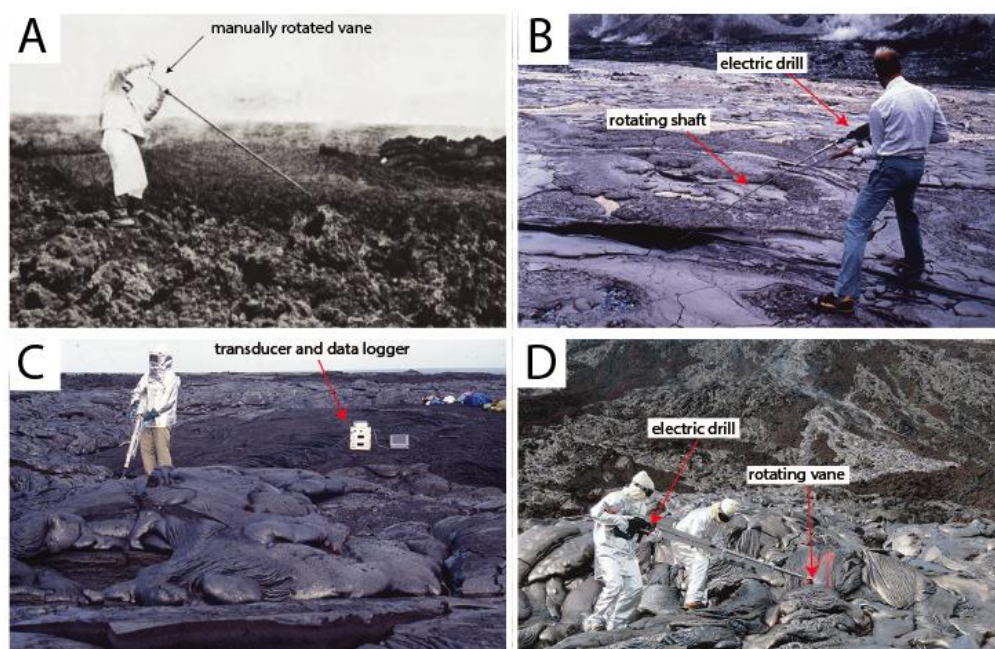 A
manually rotated vane
B
electric drill
rotating shaft
C
transducer and data logger
D
electric drill
rotating vane